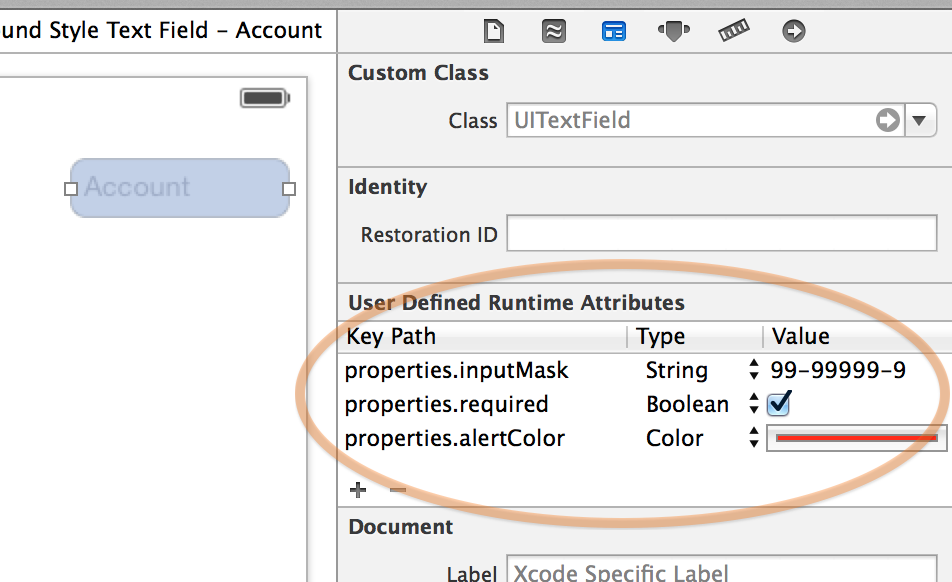 und Style Text Field – Account
Account
Custom Class
Class UITextField
Identity
Restoration ID
User Defined Runtime Attributes
Key Path Type Value
properties.inputMask String 99-99999-9
properties.required Boolean
properties.alertColor Color
Document
Label Xcode Specific Label